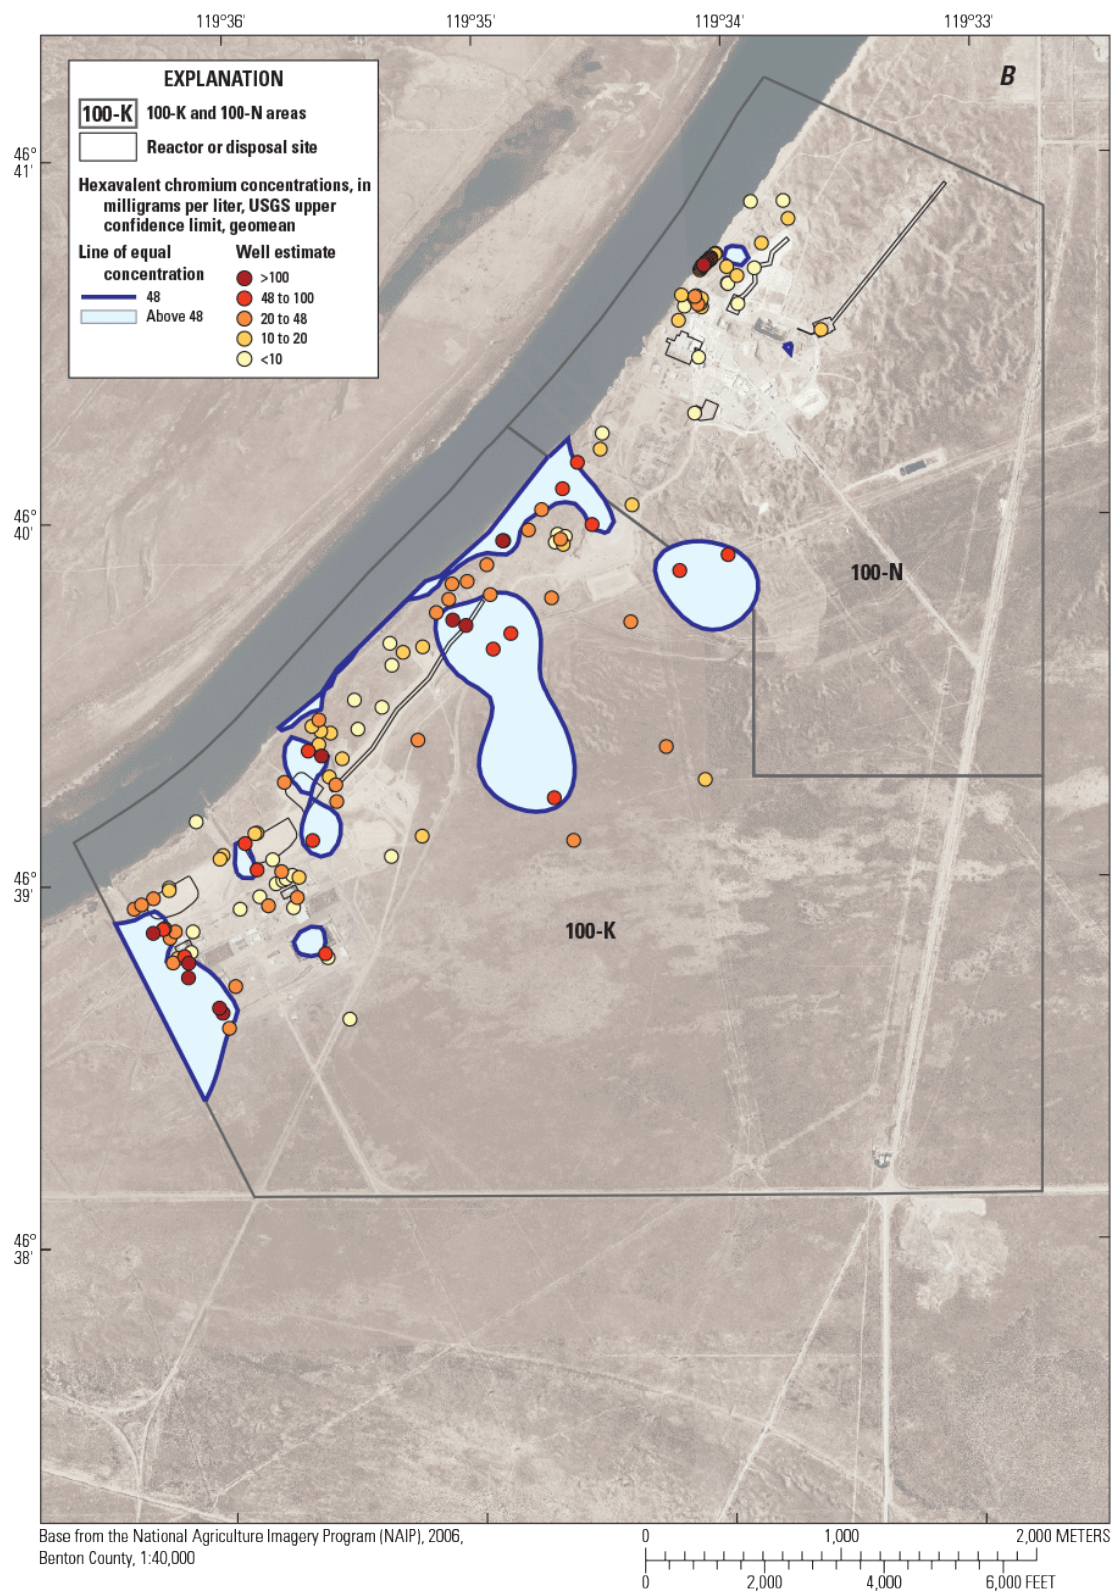 119°36' 119°35' 119°34' 119°33'
B
EXPLANATION
100-K 100-K and 100-N areas
Reactor or disposal site
Hexavalent chromium concentrations, in
milligrams per liter, USGS upper
confidence limit, geomean
Line of equal
concentration
48
Above 48
Well estimate
>100
48 to 100
20 to 48
10 to 20
<10
46°
41'
46°
40'
100-N
46°
39'
100-K
46°
38'
Base from the National Agriculture Imagery Program (NAIP), 2006,
Benton County, 1:40,000
0 1,000 2,000 METERS
0 2,000 4,000 6,000 FEET